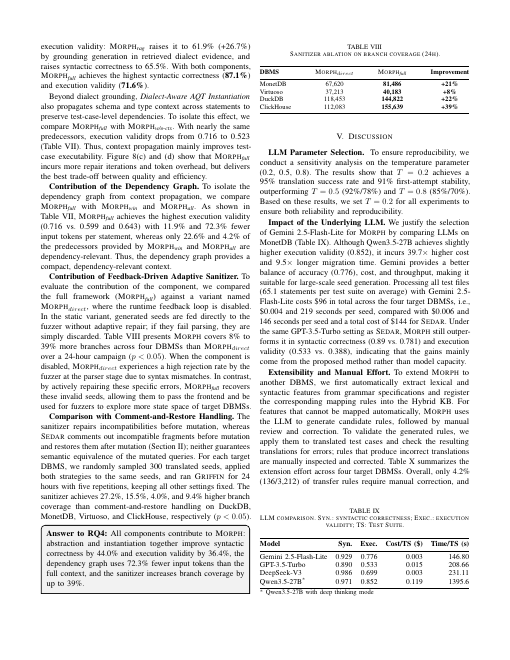 execution validity: MORPHrag raises it to 61.9% (+26.7%)
by grounding generation in retrieved dialect evidence, and
raises syntactic correctness to 65.5%. With both components,
MORPHfull achieves the highest syntactic correctness (87.1%)
and execution validity (71.6%).
Beyond dialect grounding, Dialect-Aware AQT Instantiation
also propagates schema and type context across statements to
preserve test-case-level dependencies. To isolate this effect, we
compare MORPHfull with
With nearly the same
predecessors, execution validity drops from 0.716 to 0.523
(Table VII). Thus, context propagation mainly improves test-
case executability. Figure 8(c) and (d) show that MORPHfull
incurs more repair iterations and token overhead, but delivers
the best trade-off between quality and efficiency.
Contribution of the Dependency Graph. To isolate the
dependency graph from context propagation, we compare
MORPHfull with MORPHwin and MORPHall. As shown in
Table VII, MORPHfull achieves the highest execution validity
(0.716 vs. 0.599 and 0.643) with 11.9% and 72.3% fewer
input tokens per statement, whereas only 22.6% and 4.2% of
the predecessors provided by MORPHwin and MORPHall are
dependency-relevant. Thus, the dependency graph provides a
compact, dependency-relevant context.
Contribution of Feedback-Driven Adaptive Sanitizer. To
evaluate the contribution of the component, we compared
the full framework (MORPHfull) against a variant named
MORPHdirect, where the runtime feedback loop is disabled.
In the static variant, generated seeds are fed directly to the
fuzzer without adaptive repair; if they fail parsing, they are
simply discarded. Table VIII presents MORPH covers 8% to
39% more branches across four DBMSs than MORPHdirect
over a 24-hour campaign (p < 0.05). When the component is
disabled, MORPHdirect experiences a high rejection rate by the
fuzzer at the parser stage due to syntax mismatches. In contrast,
by actively repairing these specific errors, MORPHfull recovers
these invalid seeds, allowing them to pass the frontend and be
used for fuzzers to explore more state space of target DBMSs.
Comparison with Comment-and-Restore Handling. The
sanitizer repairs incompatibilities before mutation, whereas
SEDAR comments out incompatible fragments before mutation
and restores them after mutation (Section II); neither guarantees
semantic equivalence of the mutated queries. For each target
DBMS, we randomly sampled 300 translated seeds, applied
both strategies to the same seeds, and ran GRIFFIN for 24
hours with five repetitions, keeping all other settings fixed. The
sanitizer achieves 27.2%, 15.5%, 4.0%, and 9.4% higher branch
coverage than comment-and-restore handling on DuckDB,
MonetDB, Virtuoso, and ClickHouse, respectively (p < 0.05).
Answer to RQ4: All components contribute to MORPH:
abstraction and instantiation together improve syntactic
correctness by 44.0% and execution validity by 36.4%, the
dependency graph uses 72.3% fewer input tokens than the
full context, and the sanitizer increases branch coverage by
up to 39%.
TABLE VIII
SANITIZER ABLATION ON BRANCH COVERAGE (24H).
DBMS MORPHdirect MORPHfull Improvement
MonetDB 67,620 81,486 +21%
Virtuoso 37,213 40,183 +8%
DuckDB 118,453 144,822 +22%
ClickHouse 112,083 155,639 +39%
V. DISCUSSION
LLM Parameter Selection. To ensure reproducibility, we
conduct a sensitivity analysis on the temperature parameter
(0.2, 0.5, 0.8). The results show that T = 0.2 achieves a
95% translation success rate and 91% first-attempt stability,
outperforming T = 0.5 (92%/78%) and T = 0.8 (85%/70%).
Based on these results, we set T = 0.2 for all experiments to
ensure both reliability and reproducibility.
Impact of the Underlying LLM. We justify the selection
of Gemini 2.5-Flash-Lite for MORPH by comparing LLMs on
MonetDB (Table IX). Although Qwen3.5-27B achieves slightly
higher execution validity (0.852), it incurs 39.7× higher cost
and 9.5× longer migration time. Gemini provides a better
balance of accuracy (0.776), cost, and throughput, making it
suitable for large-scale seed generation. Processing all test files
(65.1 statements per test suite on average) with Gemini 2.5-
Flash-Lite costs $96 in total across the four target DBMSs, i.e.,
$0.004 and 219 seconds per seed, compared with $0.006 and
146 seconds per seed and a total cost of $144 for SEDAR. Under
the same GPT-3.5-Turbo setting as SEDAR, MORPH still outper-
forms it in syntactic correctness (0.89 vs. 0.781) and execution
validity (0.533 vs. 0.388), indicating that the gains mainly
come from the proposed method rather than model capacity.
Extensibility and Manual Effort. To extend MORPH to
another DBMS, we first automatically extract lexical and
syntactic features from grammar specifications and register
the corresponding mapping rules into the Hybrid KB. For
features that cannot be mapped automatically, MORPH uses
the LLM to generate candidate rules, followed by manual
review and correction. To validate the generated rules, we
apply them to translated test cases and check the resulting
translations for errors; rules that produce incorrect translations
are manually inspected and corrected. Table X summarizes the
extension effort across four target DBMSs. Overall, only 4.2%
(136/3,212) of transfer rules require manual correction, and
TABLE IX
LLM COMPARISON. SYN.: SYNTACTIC CORRECTNESS; EXEC.: EXECUTION
VALIDITY; TS: TEST SUITE.
Model Syn. Exec. Cost/TS ($) Time/TS (s)
Gemini 2.5-Flash-Lite 0.929 0.776 0.003 146.80
GPT-3.5-Turbo 0.890 0.533 0.015 208.66
DeepSeek-V3 0.986 0.699 0.003 231.11
Qwen3.5-27B* 0.971 0.852 0.119 1395.6
* Qwen3.5-27B with deep thinking mode